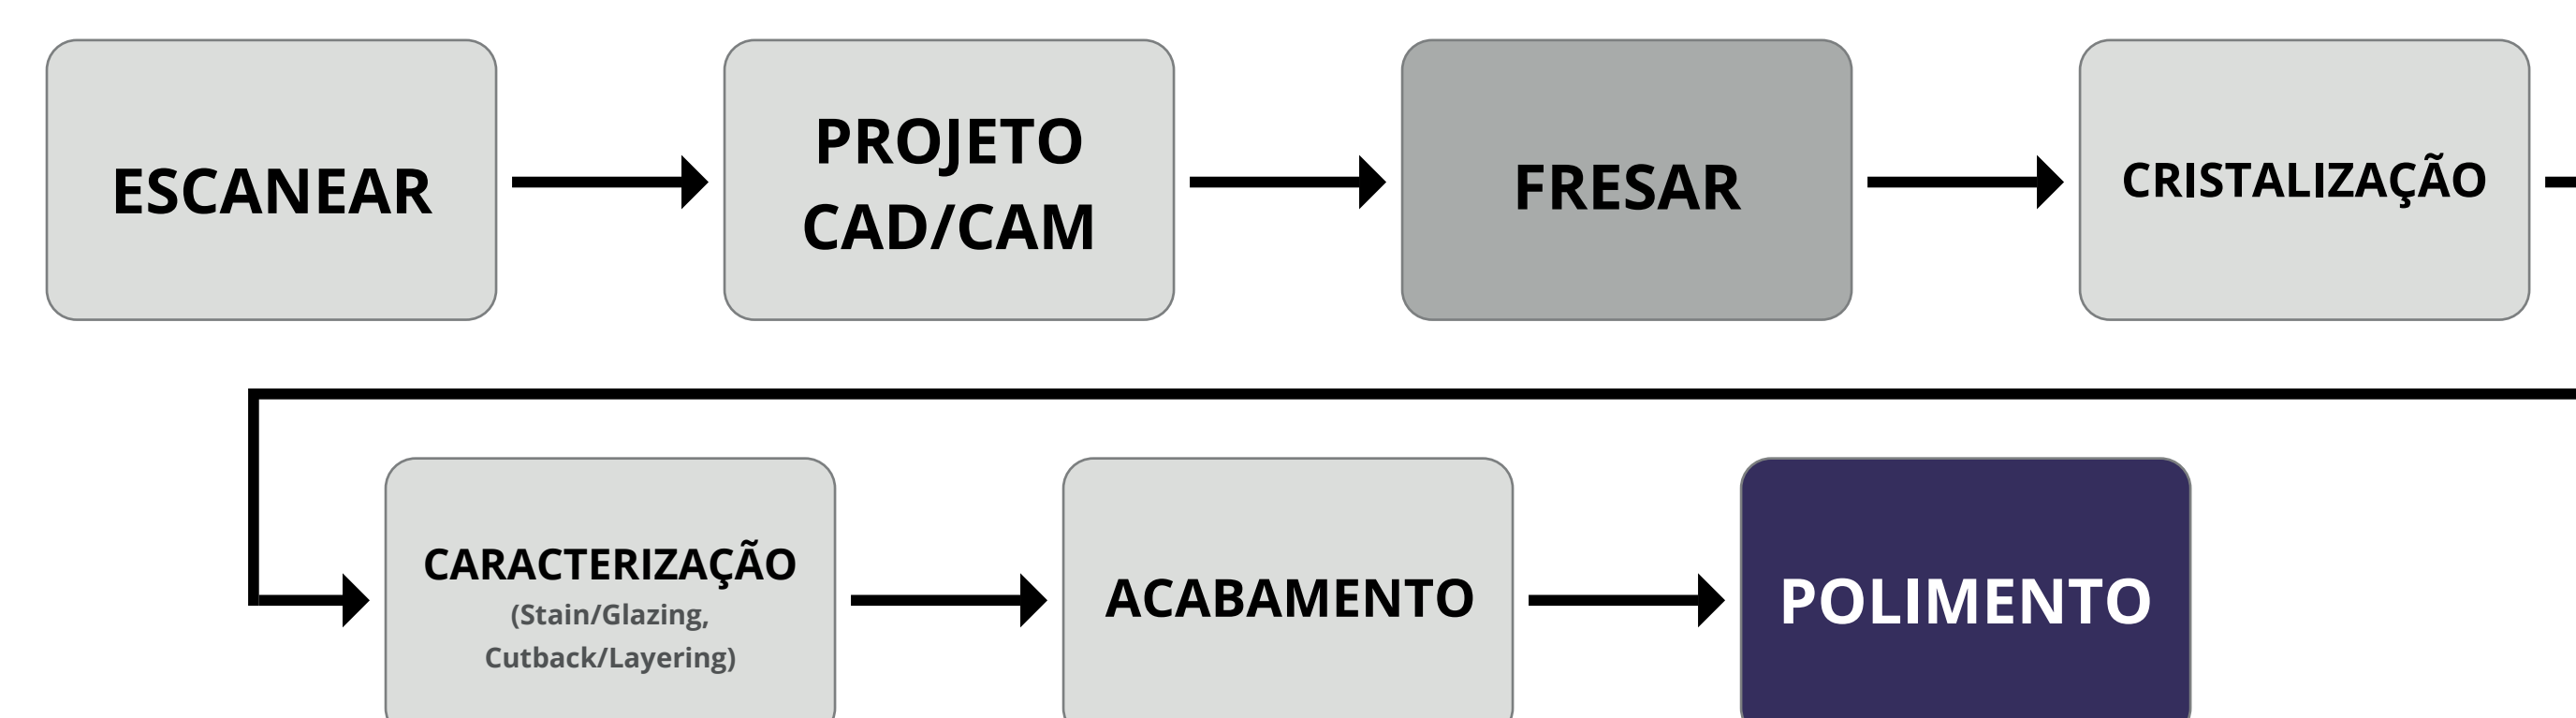 ESCANEAR
PROJETO
CAD/CAM
FRESAR
CRISTALIZAÇÃO
CARACTERIZAÇÃO
(Stain/Glazing,
Cutback/Layering)
ACABAMENTO
POLIMENTO